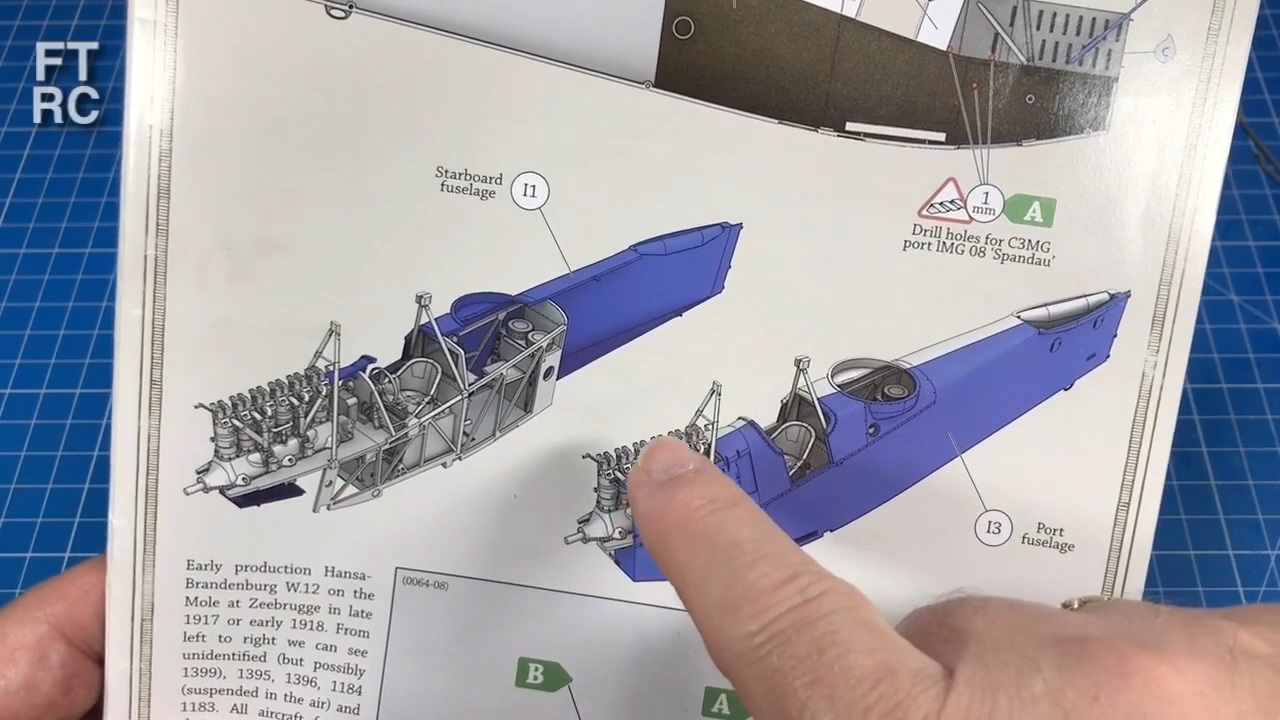 FT
RC
C
Starboard
fuselage
I1
1
mm
A
Drill holes for C3MG
port lMG 08 'Spandau'
I3
Port
fuselage
Early production Hansa-
Brandenburg W.12 on the
Mole at Zeebrugge in late
1917 or early 1918. From
left to right we can see
unidentified (but possibly
1399), 1395, 1396, 1184
(suspended in the air) and
1183. All aircraft
(0064-08)
B
A